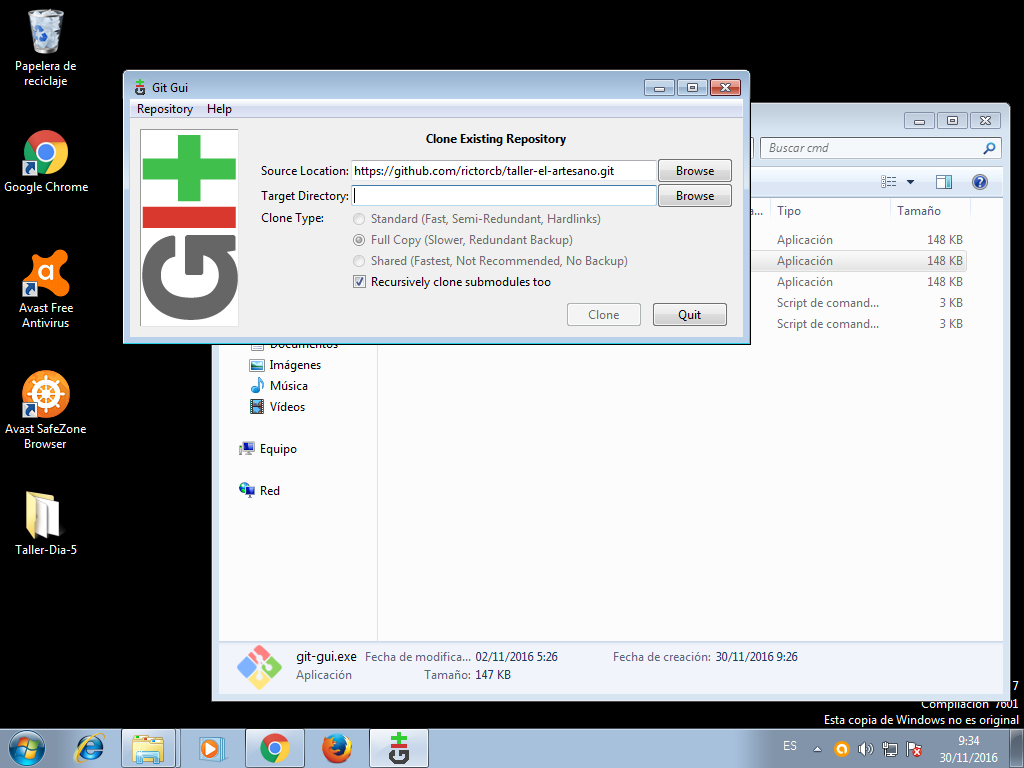 Papelera de
reciclaje
Google Chrome
Avast Free
Antivirus
Avast SafeZone
Browser
Taller-Dia-5
Git Gui
Repository Help
GIT
Clone Existing Repository
Source Location: https://github.com/rictorcb/taller-el-artesano.git Browse
Target Directory: Browse
Clone Type: Standard (Fast, Semi-Redundant, Hardlinks)
Full Copy (Slower, Redundant Backup)
Shared (Fastest, Not Recommended, No Backup)
Recursively clone submodules too
Clone Quit
Buscar cmd
a... Tipo Tamaño
Aplicación 148 KB
Aplicación 148 KB
Aplicación 148 KB
Script de comand... 3 KB
Script de comand... 3 KB
Documentos
Imágenes
Música
Vídeos
Equipo
Red
git-gui.exe Fecha de modifica... 02/11/2016 5:26 Fecha de creación: 30/11/2016 9:26
Aplicación Tamaño: 147 KB
7
Compilación 7601
Esta copia de Windows no es original
ES
9:34
30/11/2016